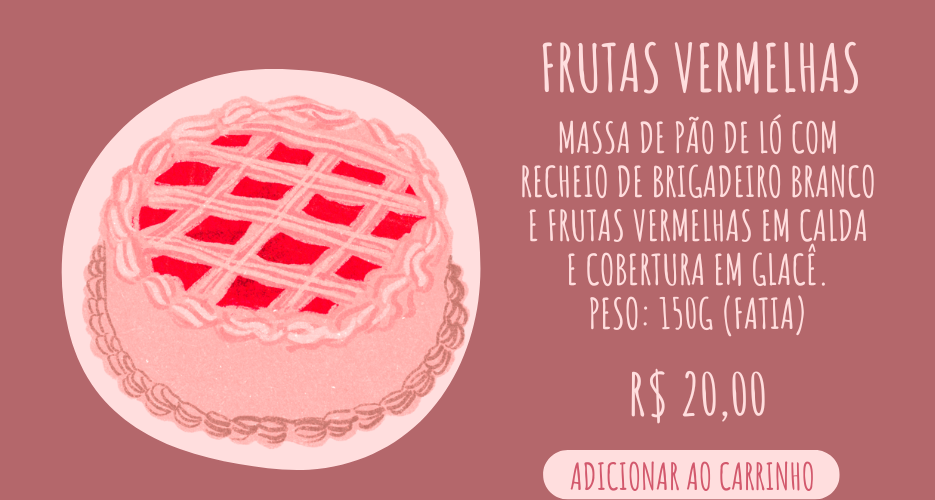 FRUTAS VERMELHAS
MASSA DE PÃO DE LÓ COM
RECHEIO DE BRIGADEIRO BRANCO
E FRUTAS VERMELHAS EM CALDA
E COBERTURA EM GLACÊ.
PESO: 150G (FATIA)
R$ 20,00
ADICIONAR AO CARRINHO